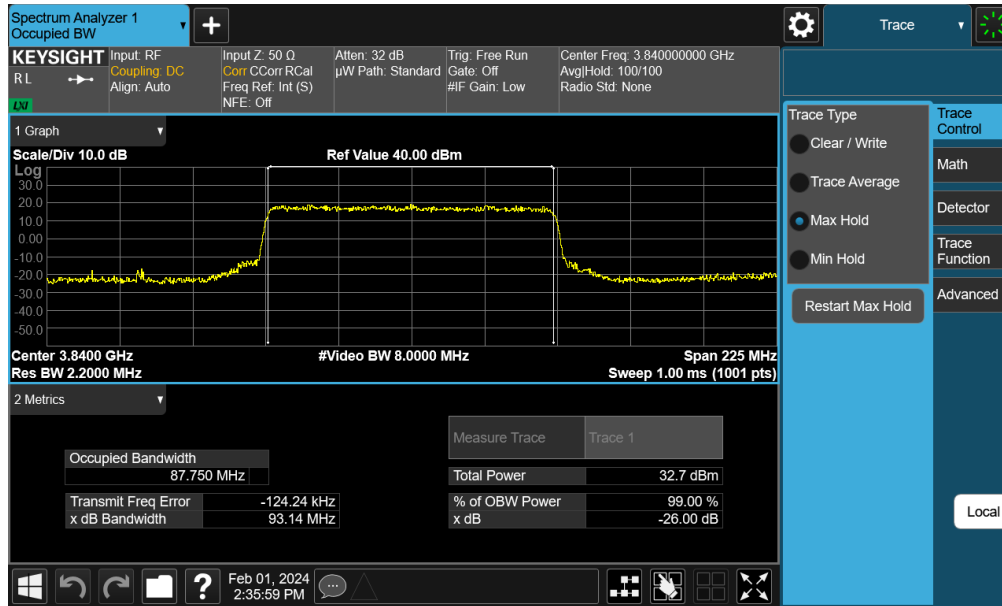 Spectrum Analyzer 1
Occupied BW
+
Trace
KEYSIGHT
R L
LXI
Input: RF
Coupling: DC
Align: Auto
Input Z: 50 Ω
Corr CCorr RCal
Freq Ref: Int (S)
NFE: Off
Atten: 32 dB
µW Path: Standard
Trig: Free Run
Gate: Off
#IF Gain: Low
Center Freq: 3.840000000 GHz
Avg|Hold: 100/100
Radio Std: None
1 Graph
Scale/Div 10.0 dB
Ref Value 40.00 dBm
Log
30.0
20.0
10.0
0.00
-10.0
-20.0
-30.0
-40.0
-50.0
Center 3.8400 GHz
#Video BW 8.0000 MHz
Span 225 MHz
Res BW 2.2000 MHz
Sweep 1.00 ms (1001 pts)
2 Metrics
Measure Trace
Trace 1
Occupied Bandwidth
87.750 MHz
Total Power
32.7 dBm
Transmit Freq Error
-124.24 kHz
% of OBW Power
99.00 %
x dB Bandwidth
93.14 MHz
x dB
-26.00 dB
Trace Type
Clear / Write
Trace Average
Max Hold
Min Hold
Restart Max Hold
Trace
Control
Math
Detector
Trace
Function
Advanced
Local
?
Feb 01, 2024
2:35:59 PM